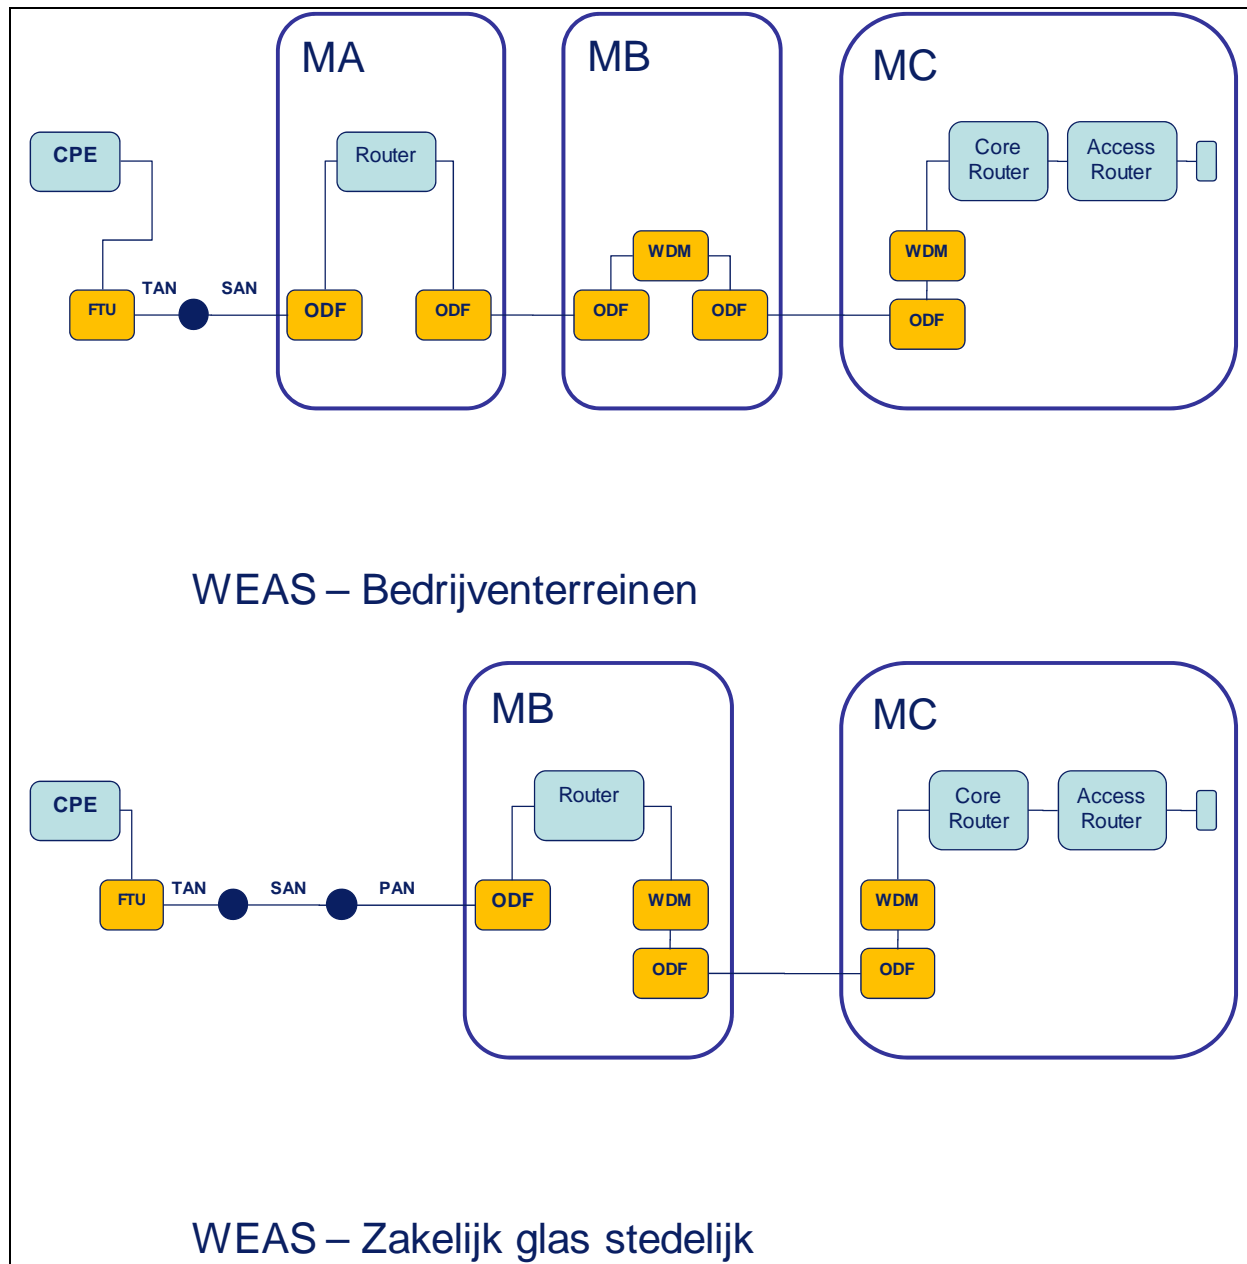 MA
MB
MC
CPE
Router
Core
Router
Access
Router
WDM
WDM
TAN
SAN
FTU
ODF
ODF
ODF
ODF
ODF
WEAS – Bedrijventerreinen
MB
MC
CPE
Router
Core
Router
Access
Router
TAN
SAN
PAN
FTU
ODF
WDM
WDM
ODF
ODF
WEAS – Zakelijk glas stedelijk